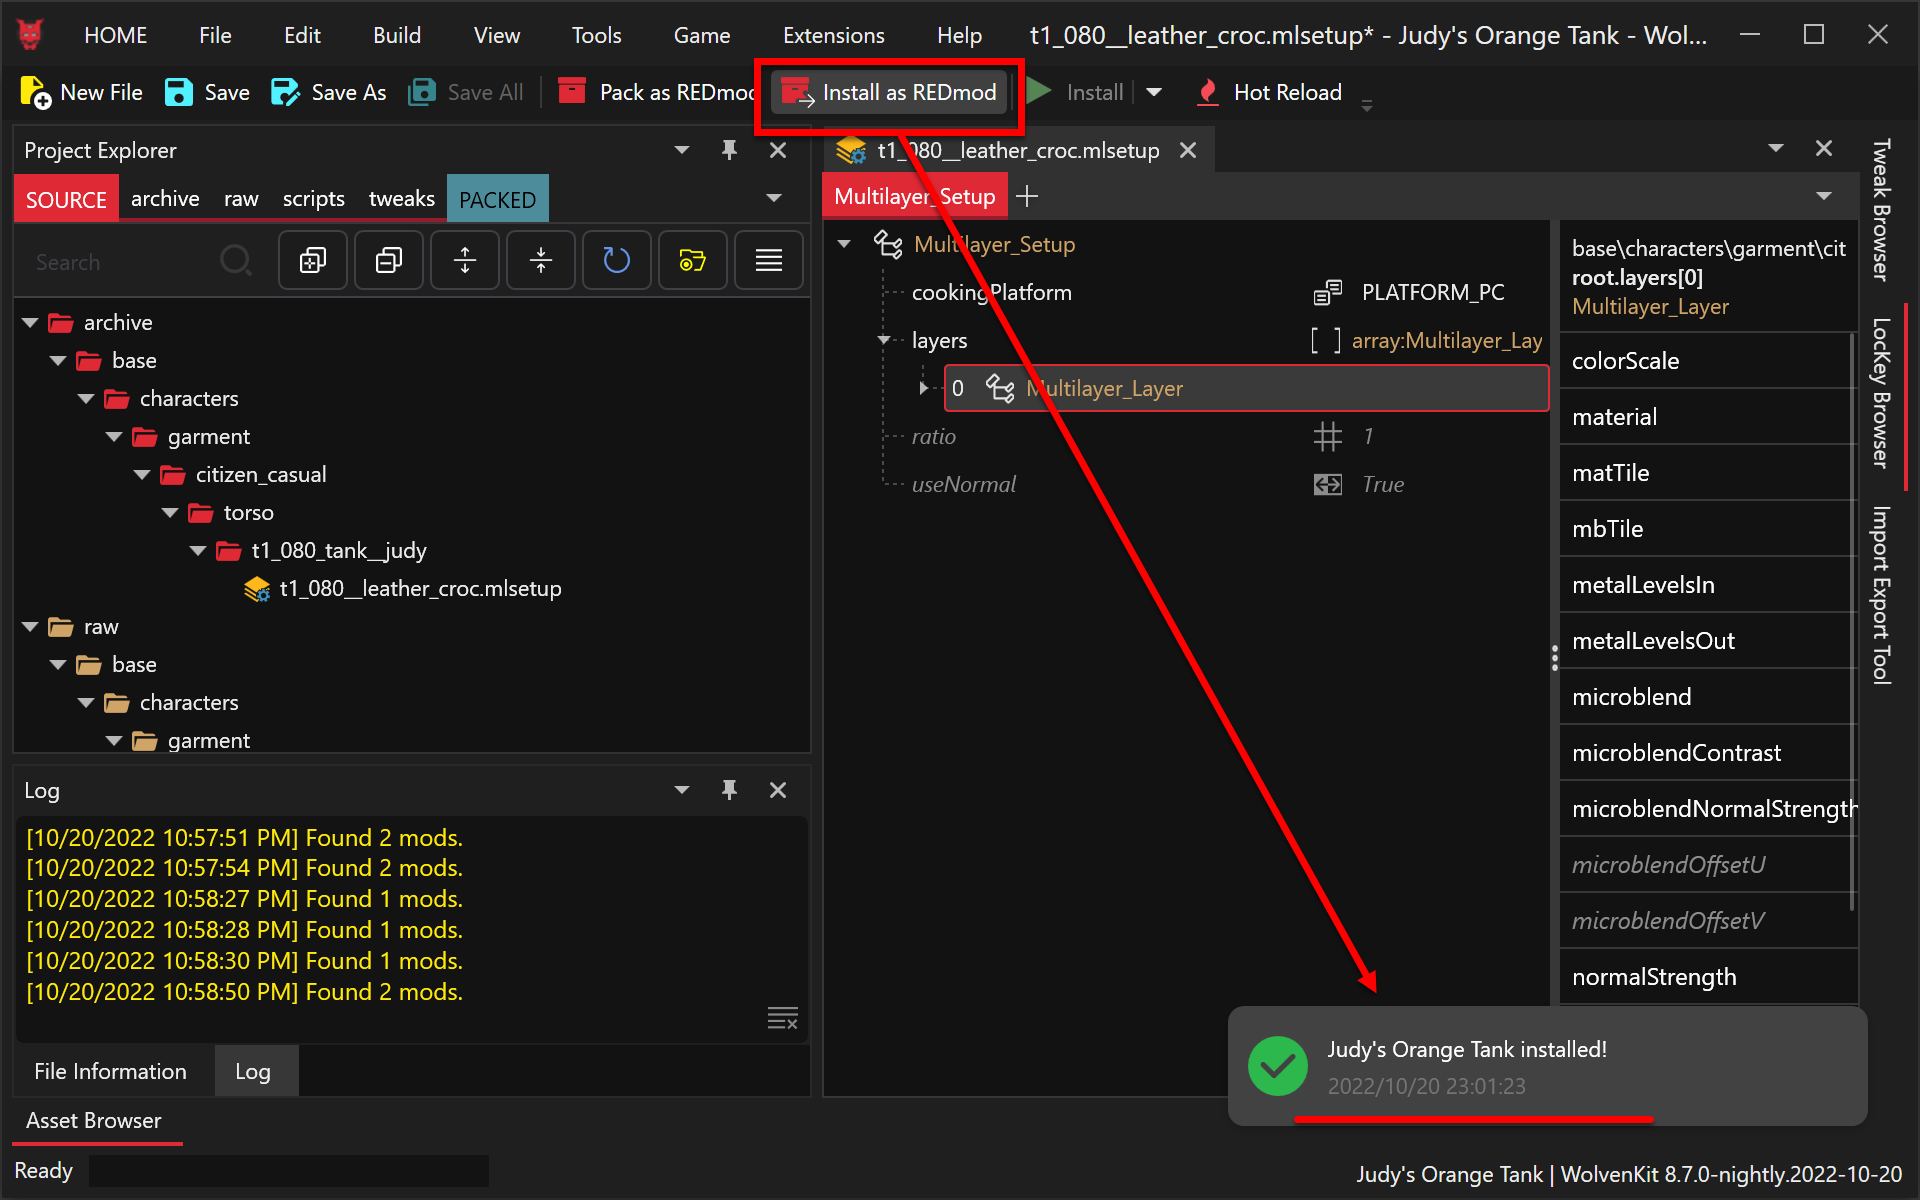 HOME File Edit Build View Tools Game Extensions Help t1_080__leather_croc.mlsetup* - Judy's Orange Tank - Wol...
New File Save Save As Save All Pack as REDmod Install as REDmod Install Hot Reload
Project Explorer
SOURCE archive raw scripts tweaks PACKED
Search
archive
base
characters
garment
citizen_casual
torso
t1_080_tank__judy
t1_080__leather_croc.mlsetup
raw
base
characters
garment
Log
[10/20/2022 10:57:51 PM] Found 2 mods.
[10/20/2022 10:57:54 PM] Found 2 mods.
[10/20/2022 10:58:27 PM] Found 1 mods.
[10/20/2022 10:58:28 PM] Found 1 mods.
[10/20/2022 10:58:30 PM] Found 1 mods.
[10/20/2022 10:58:50 PM] Found 2 mods.
File Information Log
Asset Browser
Ready
t1_080__leather_croc.mlsetup
Multilayer_Setup
Multilayer_Setup
cookingPlatform PLATFORM_PC
layers [ ] array:Multilayer_Lay
0 Multilayer_Layer
ratio 1
useNormal True
base\characters\garment\cit
root.layers[0]
Multilayer_Layer
colorScale
material
matTile
mbTile
metalLevelsIn
metalLevelsOut
microblend
microblendContrast
microblendNormalStrength
microblendOffsetU
microblendOffsetV
normalStrength
Tweak Browser
LocKey Browser
Import Export Tool
Judy's Orange Tank installed!
2022/10/20 23:01:23
Judy's Orange Tank | WolvenKit 8.7.0-nightly.2022-10-20